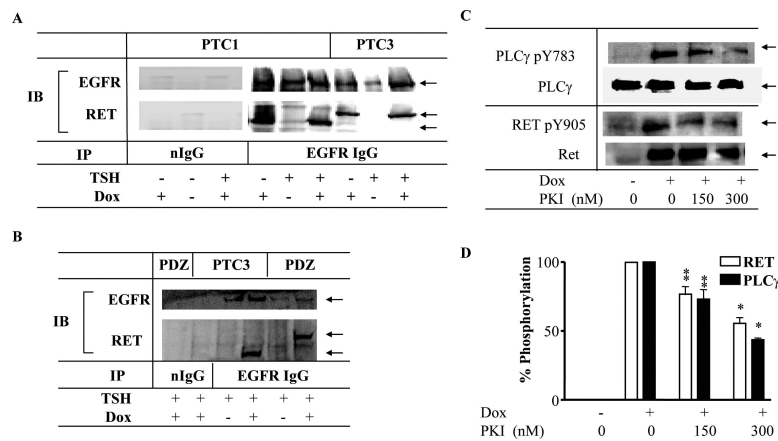 A
PTC1 PTC3
IB
EGFR
RET
IP nIgG EGFR IgG
TSH - - + - + + - + +
Dox + - + + - + + - +
B
PDZ PTC3 PDZ
IB
EGFR
RET
IP nIgG EGFR IgG
TSH + + + + + +
Dox + + - + - +
C
PLCγ pY783
PLCγ
RET pY905
Ret
Dox - + + +
PKI (nM) 0 0 150 300
D
% Phosphorylation
100
50
0
** ** * *
RET
PLCγ
Dox - + + +
PKI (nM) 0 0 150 300